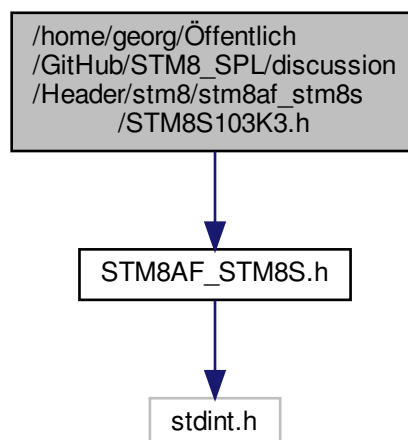 /home/georg/Öffentlich
/GitHub/STM8_SPL/discussion
/Header/stm8/stm8af_stm8s
/STM8S103K3.h
STM8AF_STM8S.h
stdint.h